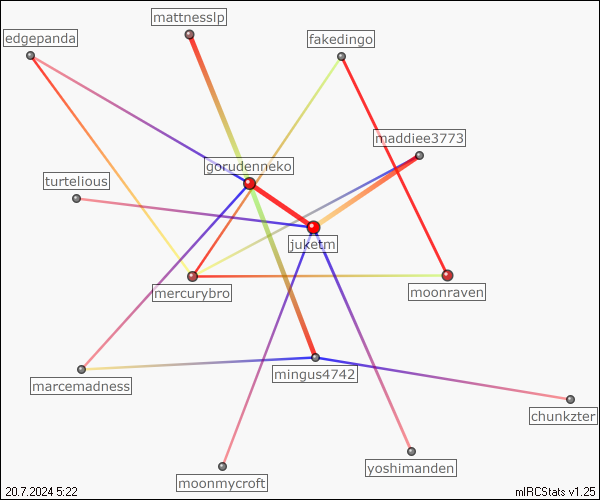 mattnesslp
edgepanda
fakedingo
maddiee3773
gorudenneko
turtelious
juketm
mercurybro
moonraven
mingus4742
marcemadness
chunkzter
yoshimanden
moonmycroft
20.7.2024 5:22
mIRCStats v1.25